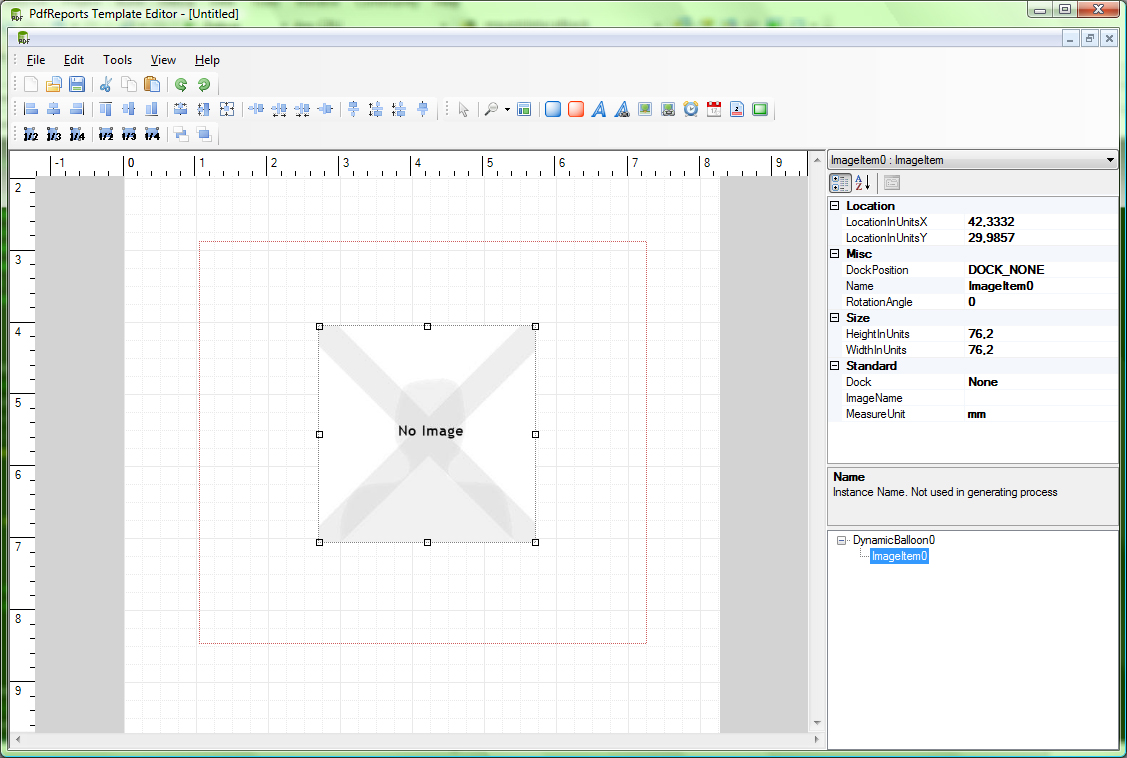 PdfReports Template Editor - [Untitled]
File Edit Tools View Help
1/2 1/3 1/4 1/2 1/3 1/4
-1 0 1 2 3 4 5 6 7 8 9
2
3
4
5
6
7
8
9
No Image
ImageItem0 : ImageItem
Location
LocationInUnitsX 42,3332
LocationInUnitsY 29,9857
Misc
DockPosition DOCK_NONE
Name ImageItem0
RotationAngle 0
Size
HeightInUnits 76,2
WidthInUnits 76,2
Standard
Dock None
ImageName
MeasureUnit mm
Name
Instance Name. Not used in generating process
DynamicBalloon0
ImageItem0